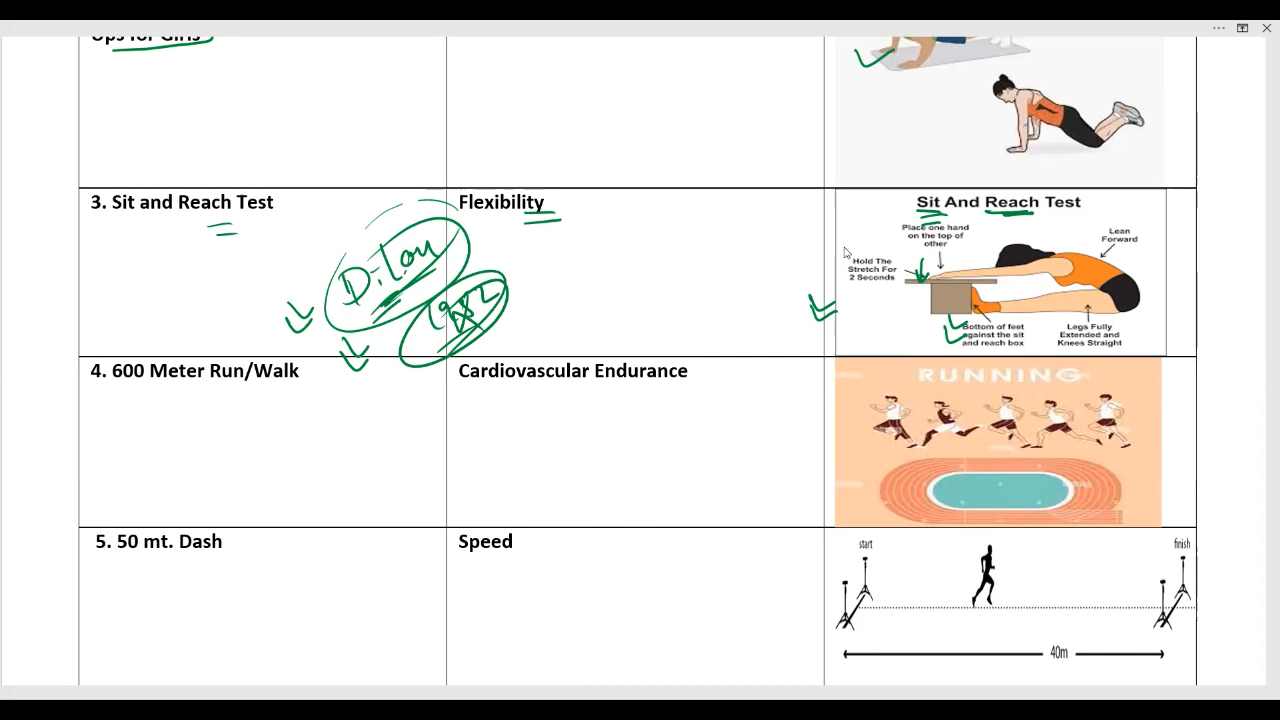 Ups for Girls
3. Sit and Reach Test
Flexibility
Sit And Reach Test
Place one hand
on the top of
other
Lean
Forward
Hold The
Stretch For
2 Seconds
Bottom of feet
against the sit
and reach box
Legs Fully
Extended and
Knees Straight
4. 600 Meter Run/Walk
Cardiovascular Endurance
RUNNING
5. 50 mt. Dash
Speed
start
finish
40m